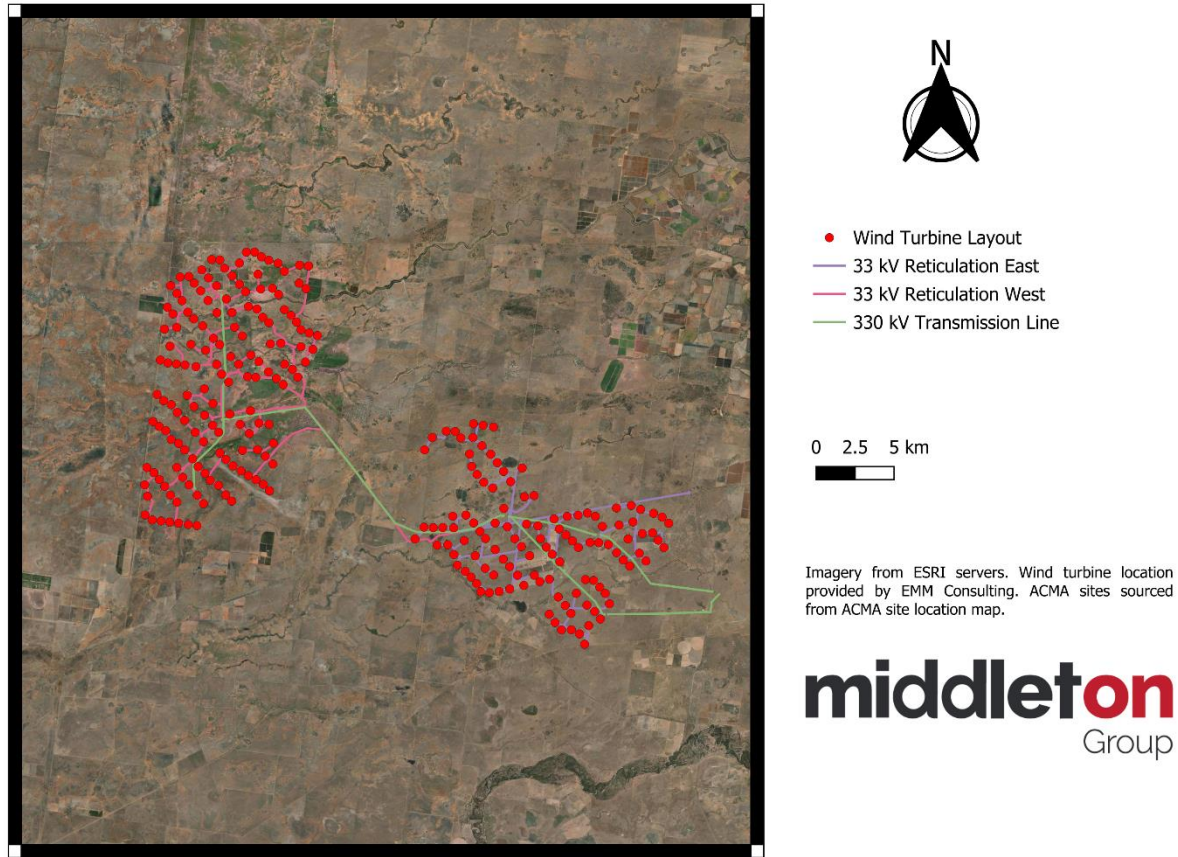 N
Wind Turbine Layout
33 kV Reticulation East
33 kV Reticulation West
330 kV Transmission Line
0 2.5 5 km
Imagery from ESRI servers. Wind turbine location
provided by EMM Consulting. ACMA sites sourced
from ACMA site location map.
middleton
Group